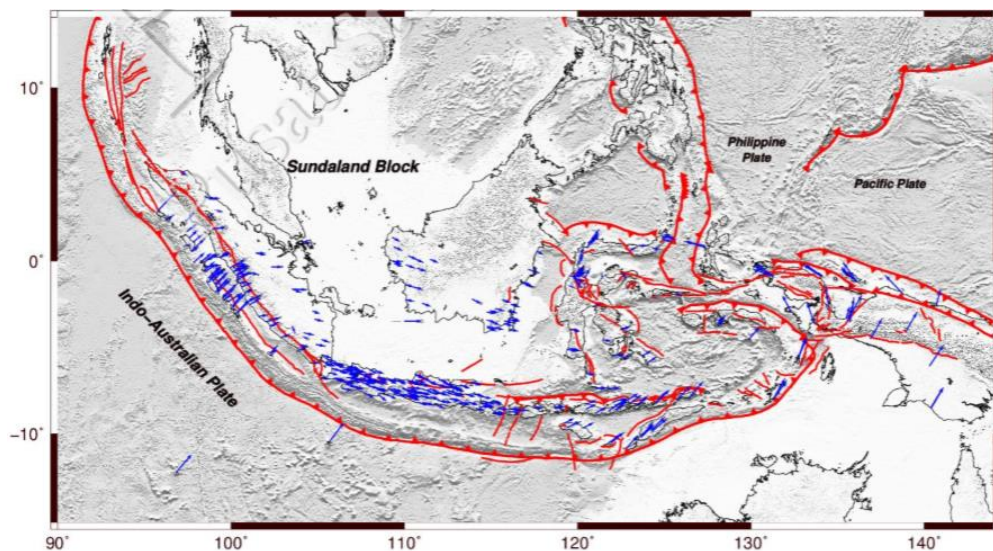 10°
0°
−10°
Sundaland Block
Philippine
Plate
Pacific Plate
Indo−Australian Plate
90°
100°
110°
120°
130°
140°